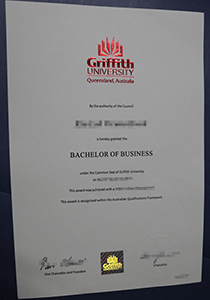 Griffith
UNIVERSITY
Queensland, Australia
By the authority of the Council
is hereby granted the
BACHELOR OF BUSINESS
under the Common Seal of Griffith University
on
This award was achieved with a
This award is recognised within the Australian Qualifications Framework
Vice Chancellor and President
Griffith
Chancellor